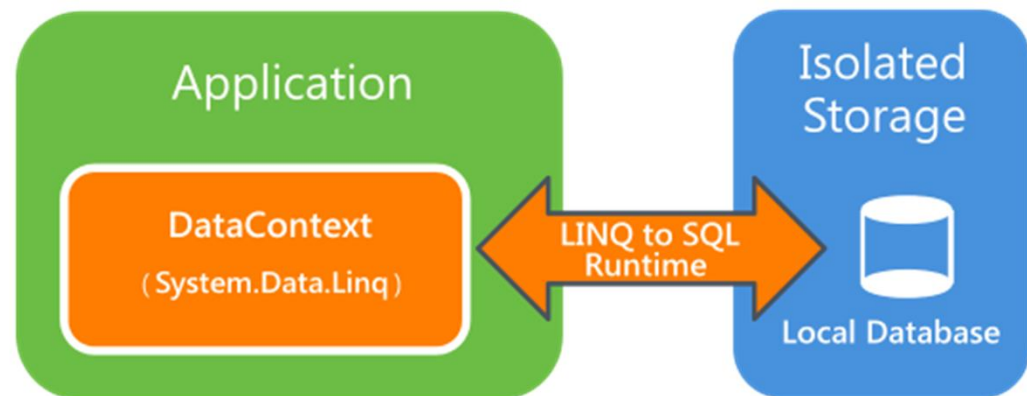 Application
DataContext
(System.Data.Linq)
LINQ to SQL
Runtime
Isolated
Storage
Local Database